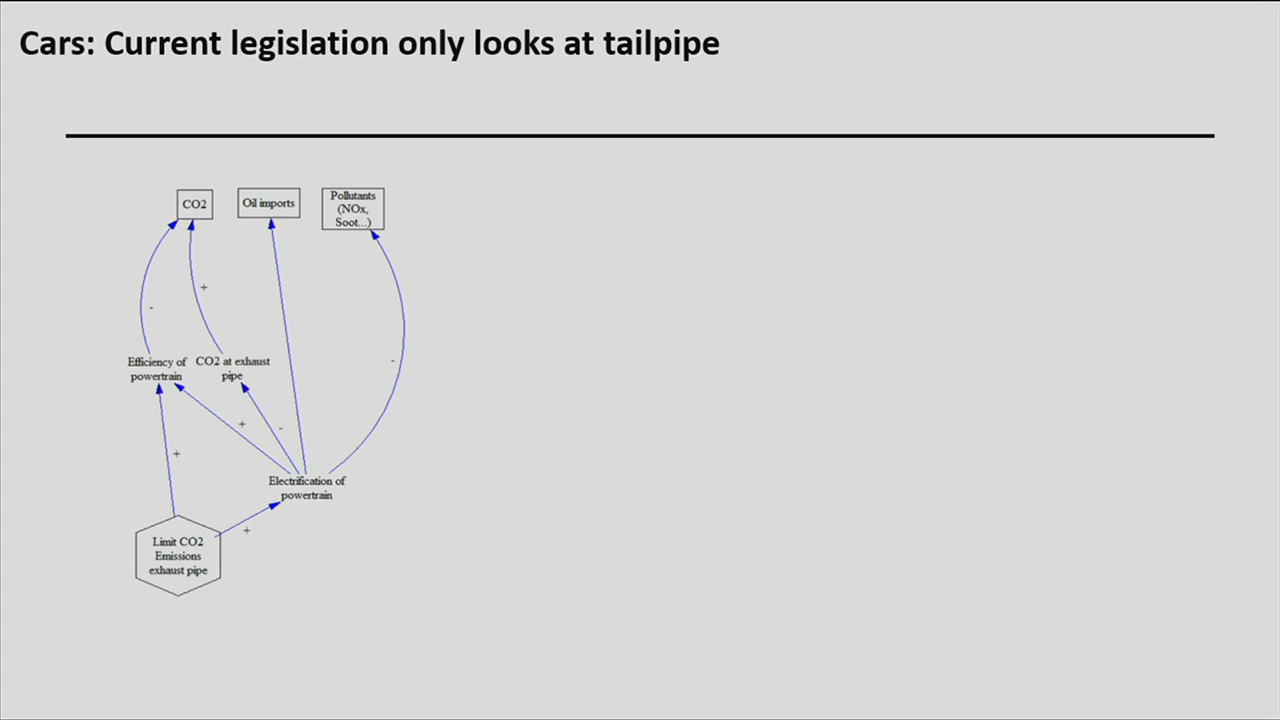 Cars: Current legislation only looks at tailpipe
CO2
Oil imports
Pollutants
(NOx,
Soot...)
+
-
Efficiency of
powertrain
CO2 at exhaust
pipe
-
+
-
+
Electrification of
powertrain
+
Limit CO2
Emissions
exhaust pipe